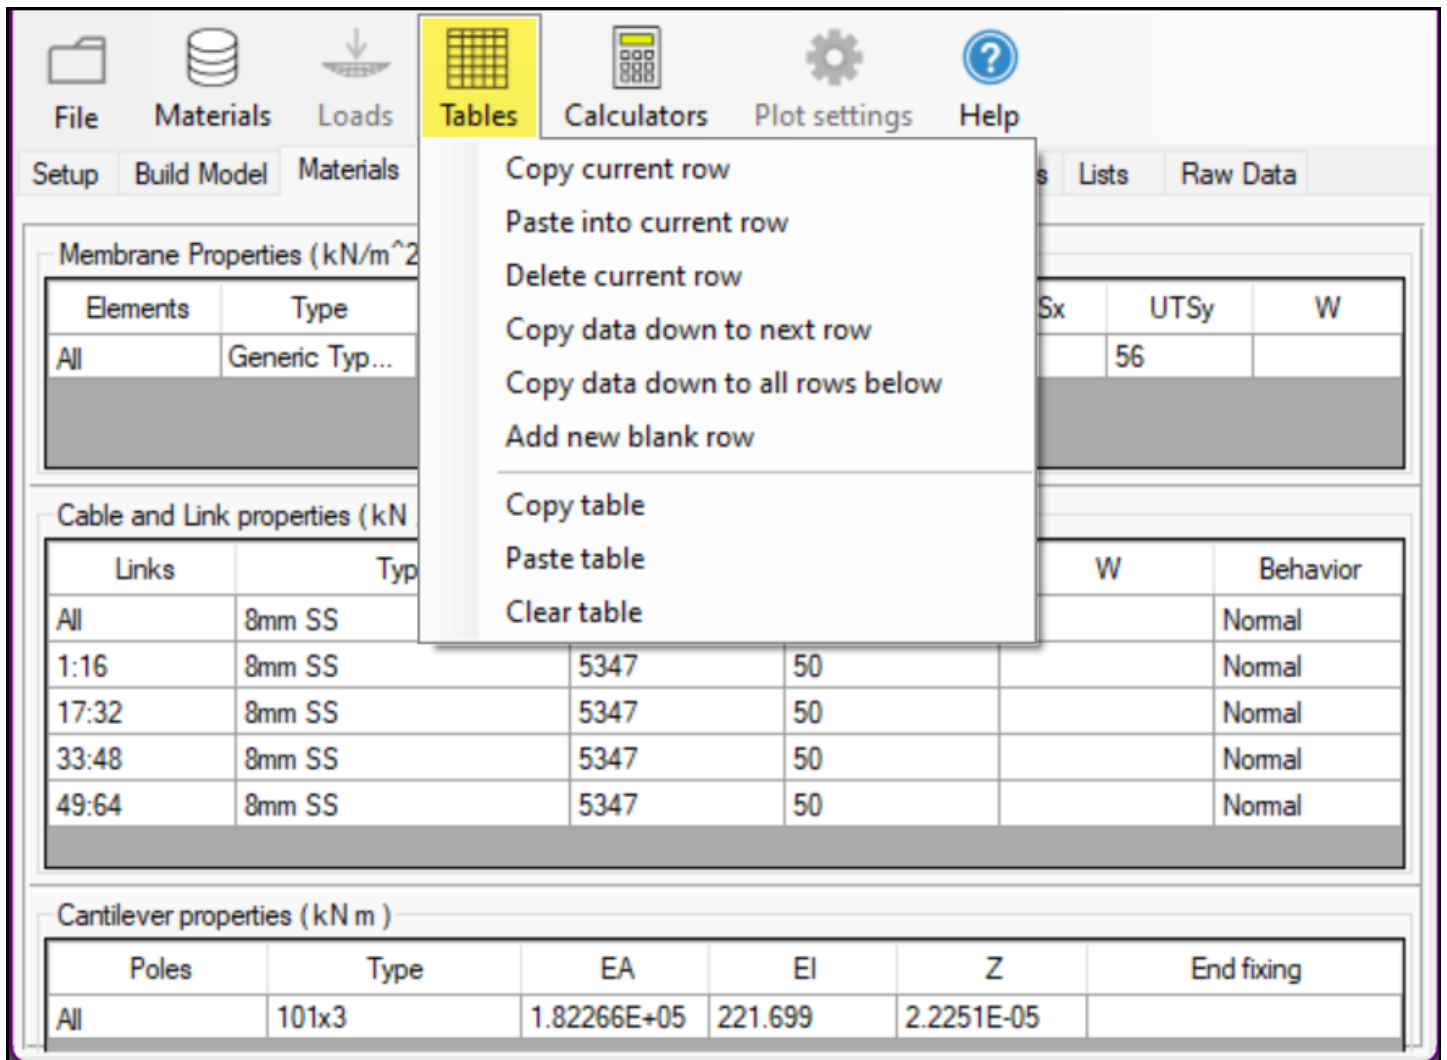 File Materials Loads Tables Calculators Plot settings Help
Setup Build Model Materials Lists Raw Data
Copy current row
Paste into current row
Delete current row
Copy data down to next row
Copy data down to all rows below
Add new blank row
Copy table
Paste table
Clear table
Membrane Properties (kN/m^2
Elements Type UTSy W
All Generic Typ... 56
Cable and Link properties (kN
Links W Behavior
All 8mm SS Normal
1:16 8mm SS 5347 50 Normal
17:32 8mm SS 5347 50 Normal
33:48 8mm SS 5347 50 Normal
49:64 8mm SS 5347 50 Normal
Cantilever properties (kN m)
Poles Type EA EI Z End fixing
All 101x3 1.82266E+05 221.699 2.2251E-05